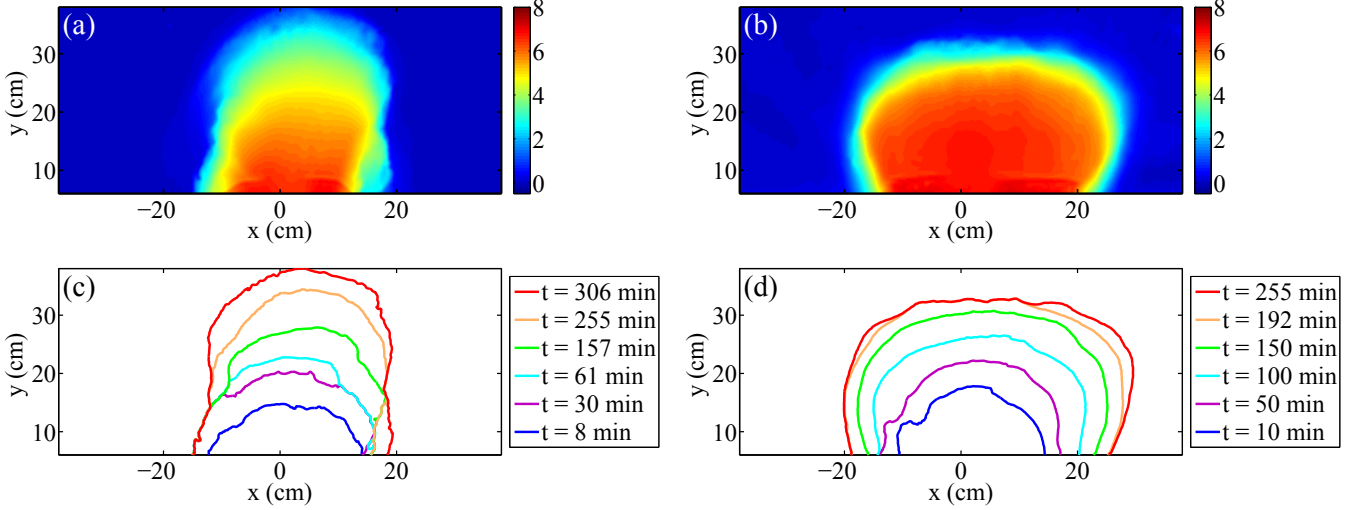 (a)
30
20
10
y (cm)
−20
0
20
x (cm)
8
6
4
2
0
(b)
30
20
10
y (cm)
−20
0
20
x (cm)
8
6
4
2
0
(c)
30
20
10
y (cm)
−20
0
20
x (cm)
t = 306 min
t = 255 min
t = 157 min
t = 61 min
t = 30 min
t = 8 min
(d)
30
20
10
y (cm)
−20
0
20
x (cm)
t = 255 min
t = 192 min
t = 150 min
t = 100 min
t = 50 min
t = 10 min